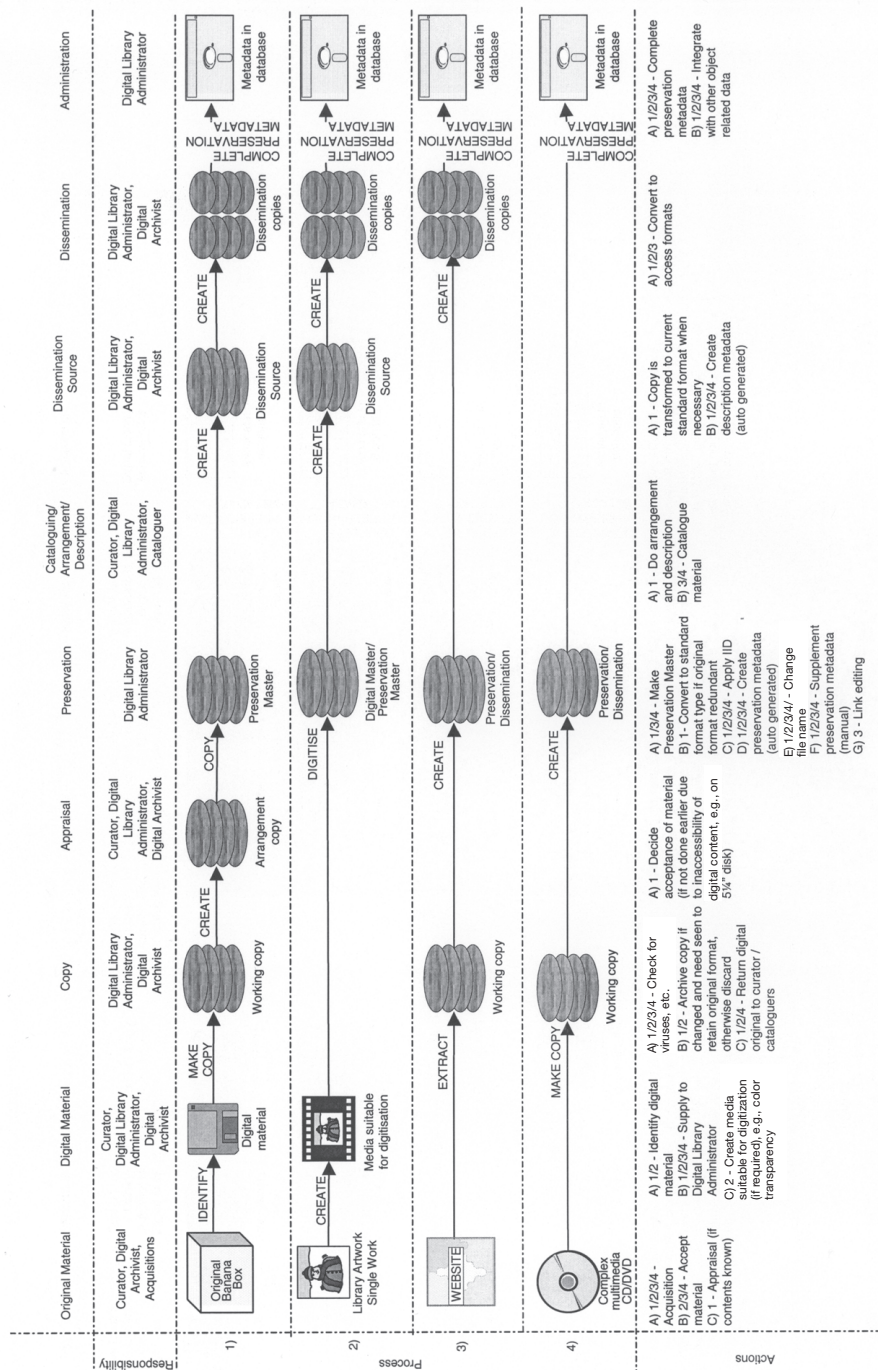 Original Material
Digital Material
Copy
Appraisal
Preservation
Cataloguing/
Arrangement/
Description
Dissemination
Source
Dissemination
Administration
Responsibility
Curator, Digital
Archivist,
Acquisitions
Curator,
Digital Library
Administrator,
Digital
Archivist
Digital Library
Administrator,
Digital
Archivist
Curator, Digital
Library
Administrator,
Digital Archivist
Digital Library
Administrator
Curator, Digital
Library
Administrator,
Cataloguer
Digital Library
Administrator,
Digital
Archivist
Digital Library
Administrator,
Digital
Archivist
Digital Library
Administrator
Process
1)
Original
Banana
Box
IDENTIFY
Digital
material
MAKE
COPY
Working copy
CREATE
Arrangement
copy
COPY
Preservation
Master
CREATE
Dissemination
Source
CREATE
Dissemination
copies
COMPLETE
PRESERVATION
METADATA
Metadata in
database
2)
Library Artwork
Single Work
CREATE
Media suitable
for digitisation
DIGITISE
Digital Master/
Preservation
Master
CREATE
Dissemination
Source
CREATE
Dissemination
copies
COMPLETE
PRESERVATION
METADATA
Metadata in
database
3)
WEBSITE
EXTRACT
Working copy
CREATE
Preservation/
Dissemination
CREATE
Dissemination
copies
COMPLETE
PRESERVATION
METADATA
Metadata in
database
4)
Complex
multimedia
CD/DVD
MAKE COPY
Working copy
CREATE
Preservation/
Dissemination
COMPLETE
PRESERVATION
METADATA
Metadata in
database
Actions
A) 1/2/3/4 -
Acquisition
B) 2/3/4 - Accept
material
C) 1 - Appraisal (if
contents known)
A) 1/2 - Identify digital
material
B) 1/2/3/4 - Supply to
Digital Library
Administrator
C) 2 - Create media
suitable for digitization
(if required), e.g., color
transparency
A) 1/2/3/4 - Check for
viruses, etc.
B) 1/2 - Archive copy if
changed and need seen to
retain original format,
otherwise discard
C) 1/2/4 - Return digital
original to curator /
cataloguers
A) 1 - Decide
acceptance of material
(if not done earlier due
to inaccessibility of
digital content, e.g., on
5¼" disk)
A) 1/3/4 - Make
Preservation Master
B) 1- Convert to standard
format type if original
format redundant
C) 1/2/3/4 - Apply IID
D) 1/2/3/4 - Create
preservation metadata
(auto generated)
E) 1/2/3/4/ - Change
file name
F) 1/2/3/4 - Supplement
preservation metadata
(manual)
G) 3 - Link editing
A) 1 - Do arrangement
and description
B) 3/4 - Catalogue
material
A) 1 - Copy is
transformed to current
standard format when
necessary
B) 1/2/3/4 - Create
description metadata
(auto generated)
A) 1/2/3 - Convert to
access formats
A) 1/2/3/4 - Complete
preservation
metadata
B) 1/2/3/4 - Integrate
with other object
related data